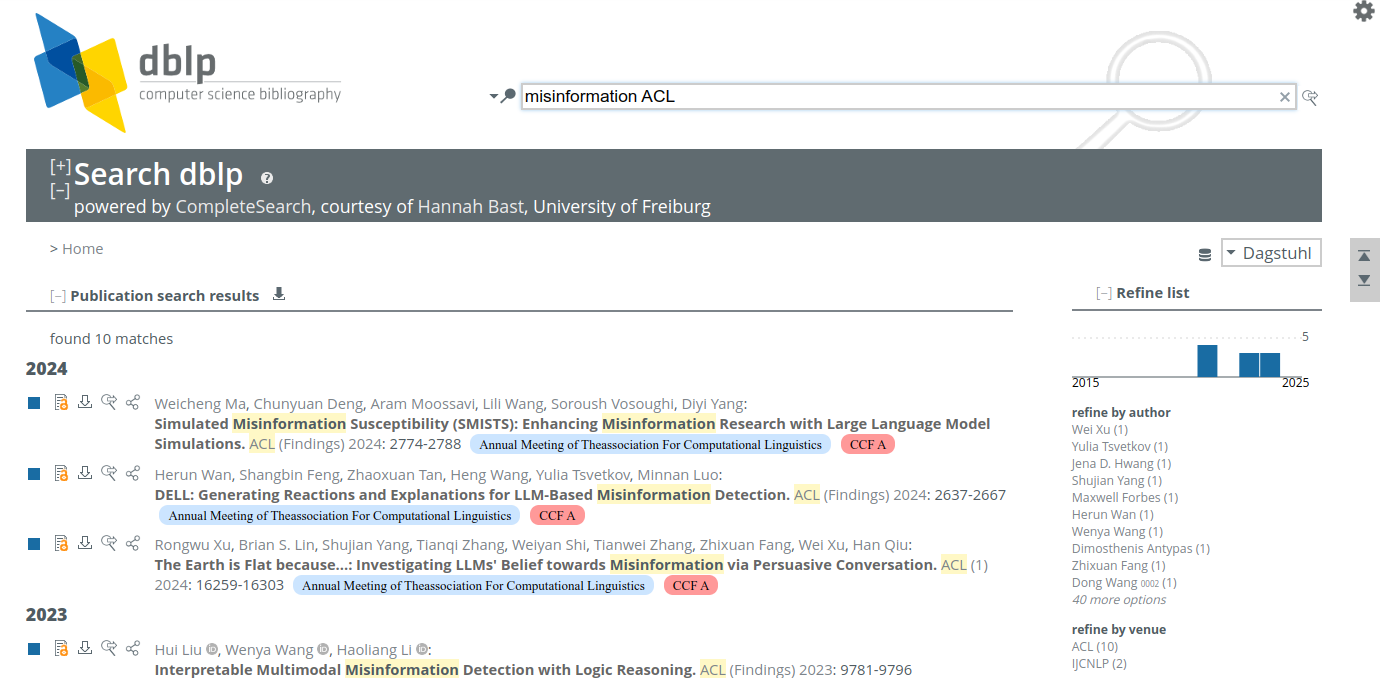 dblp
computer science bibliography
misinformation ACL
[+]
[−]
Search dblp
powered by CompleteSearch, courtesy of Hannah Bast, University of Freiburg
> Home
Dagstuhl
[−] Publication search results
found 10 matches
2024
Weicheng Ma, Chunyuan Deng, Aram Moossavi, Lili Wang, Soroush Vosoughi, Diyi Yang:
Simulated Misinformation Susceptibility (SMISTS): Enhancing Misinformation Research with Large Language Model
Simulations. ACL (Findings) 2024: 2774-2788 Annual Meeting of Theassociation For Computational Linguistics CCF A
Herun Wan, Shangbin Feng, Zhaoxuan Tan, Heng Wang, Yulia Tsvetkov, Minnan Luo:
DELL: Generating Reactions and Explanations for LLM-Based Misinformation Detection. ACL (Findings) 2024: 2637-2667
Annual Meeting of Theassociation For Computational Linguistics CCF A
Rongwu Xu, Brian S. Lin, Shujian Yang, Tianqi Zhang, Weiyan Shi, Tianwei Zhang, Zhixuan Fang, Wei Xu, Han Qiu:
The Earth is Flat because...: Investigating LLMs' Belief towards Misinformation via Persuasive Conversation. ACL (1)
2024: 16259-16303 Annual Meeting of Theassociation For Computational Linguistics CCF A
2023
Hui Liu, Wenya Wang, Haoliang Li:
Interpretable Multimodal Misinformation Detection with Logic Reasoning. ACL (Findings) 2023: 9781-9796
[−] Refine list
5
2015 2025
refine by author
Wei Xu (1)
Yulia Tsvetkov (1)
Jena D. Hwang (1)
Shujian Yang (1)
Maxwell Forbes (1)
Herun Wan (1)
Wenya Wang (1)
Dimosthenis Antypas (1)
Zhixuan Fang (1)
Dong Wang 0002 (1)
40 more options
refine by venue
ACL (10)
IJCNLP (2)